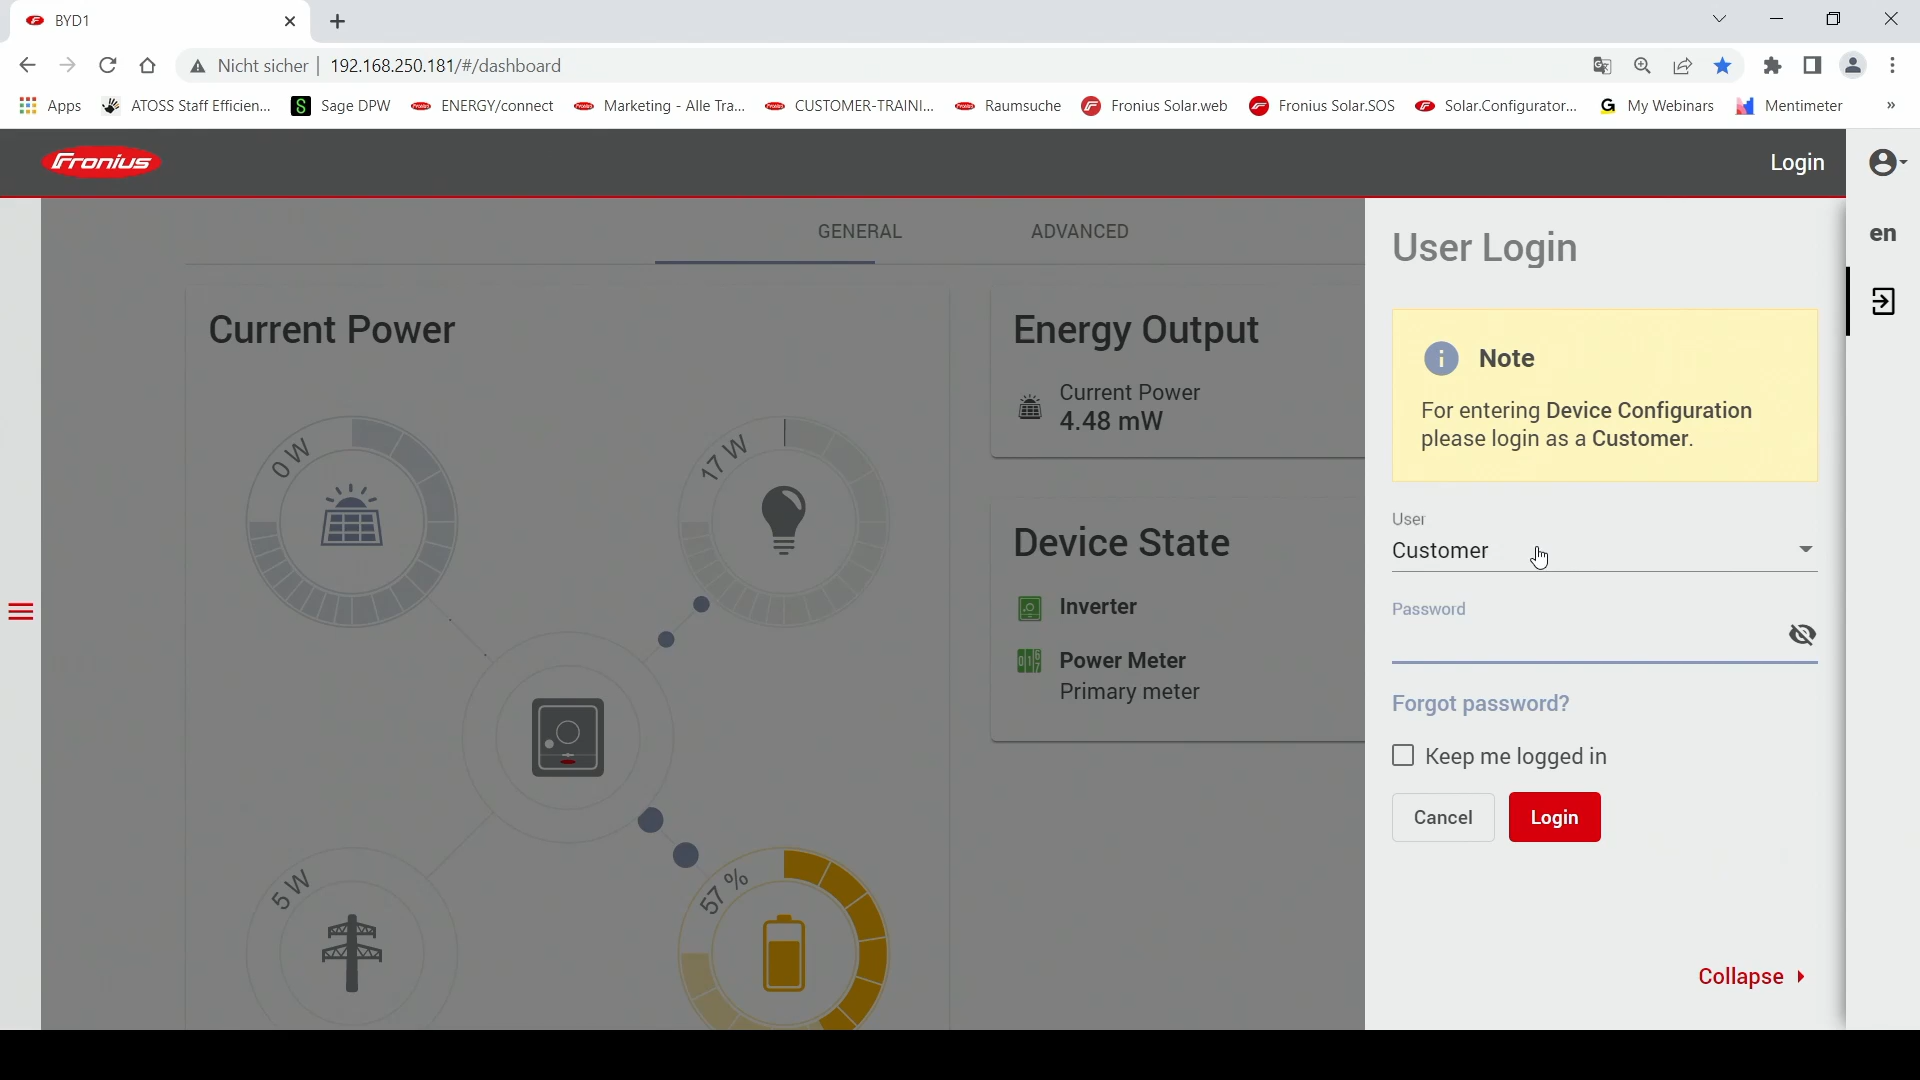 BYD1
Nicht sicher
192.168.250.181/#/dashboard
Apps
ATOSS Staff Efficien...
Sage DPW
ENERGY/connect
Marketing - Alle Tra...
CUSTOMER-TRAINI...
Raumsuche
Fronius Solar.web
Fronius Solar.SOS
Solar.Configurator...
My Webinars
Mentimeter
»
Fronius
Login
en
GENERAL
ADVANCED
Current Power
0 W
17 W
5 W
57 %
Energy Output
Current Power
4.48 mW
Device State
Inverter
Power Meter
Primary meter
User Login
Note
For entering Device Configuration
please login as a Customer.
User
Customer
Password
Forgot password?
Keep me logged in
Cancel
Login
Collapse